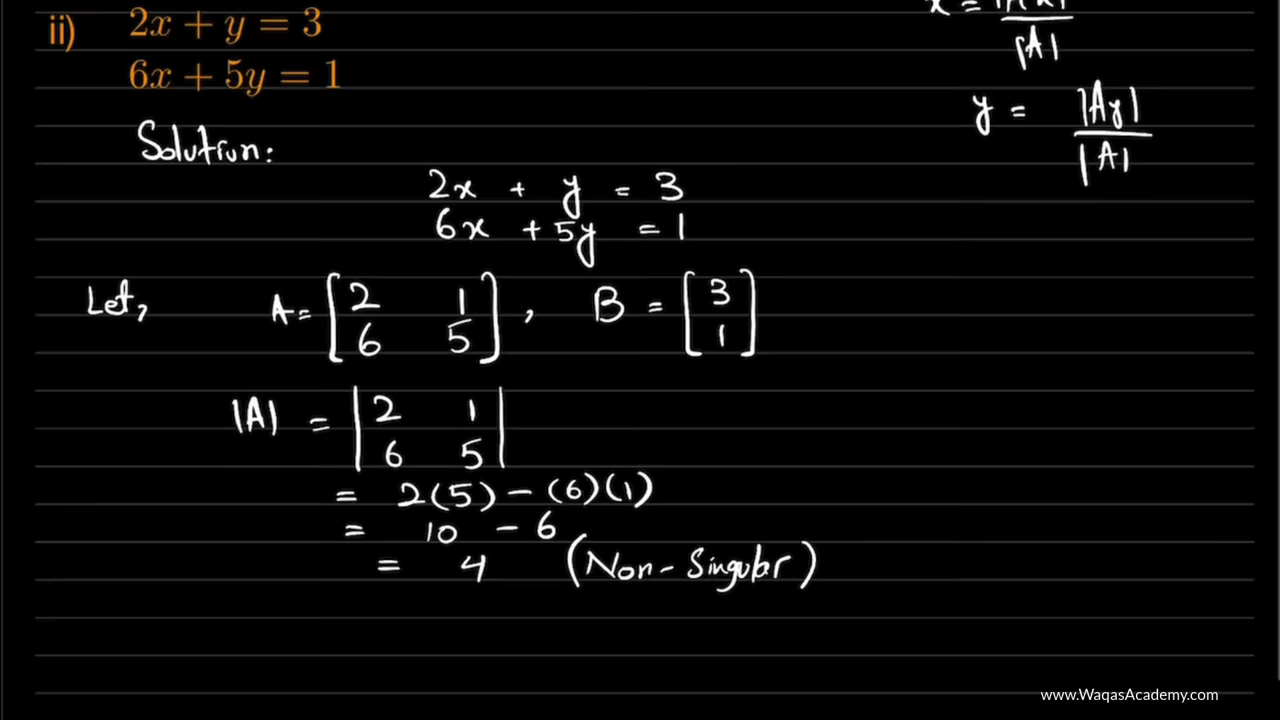 ii) 2x + y = 3
6x + 5y = 1
x = |Ax| / |A|
y = |Ay| / |A|
Solution:
2x + y = 3
6x + 5y = 1
Let, A = [2 1; 6 5], B = [3; 1]
|A| = |2 1; 6 5|
= 2(5) - (6)(1)
= 10 - 6
= 4 (Non-Singular)
www.WaqasAcademy.com